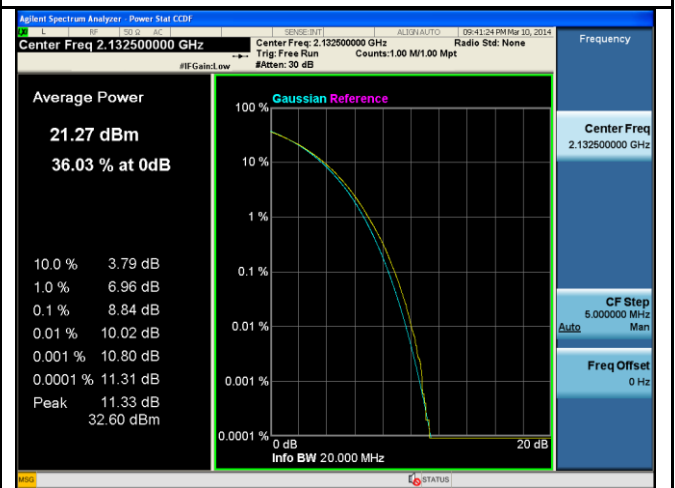 Agilent Spectrum Analyzer - Power Stat CCDF
L RF 50 Ω AC SENSE:INT ALIGN AUTO 09:41:24 PM Mar 10, 2014
Center Freq 2.132500000 GHz
Center Freq: 2.132500000 GHz Radio Std: None
Trig: Free Run Counts:1.00 M/1.00 Mpt
#IFGain:Low #Atten: 30 dB
Frequency
Average Power
21.27 dBm
36.03 % at 0dB
10.0 % 3.79 dB
1.0 % 6.96 dB
0.1 % 8.84 dB
0.01 % 10.02 dB
0.001 % 10.80 dB
0.0001 % 11.31 dB
Peak 11.33 dB
32.60 dBm
Gaussian Reference
100 %
10 %
1 %
0.1 %
0.01 %
0.001 %
0.0001 %
0 dB 20 dB
Info BW 20.000 MHz
Center Freq
2.132500000 GHz
CF Step
5.000000 MHz
Auto Man
Freq Offset
0 Hz
MSG STATUS